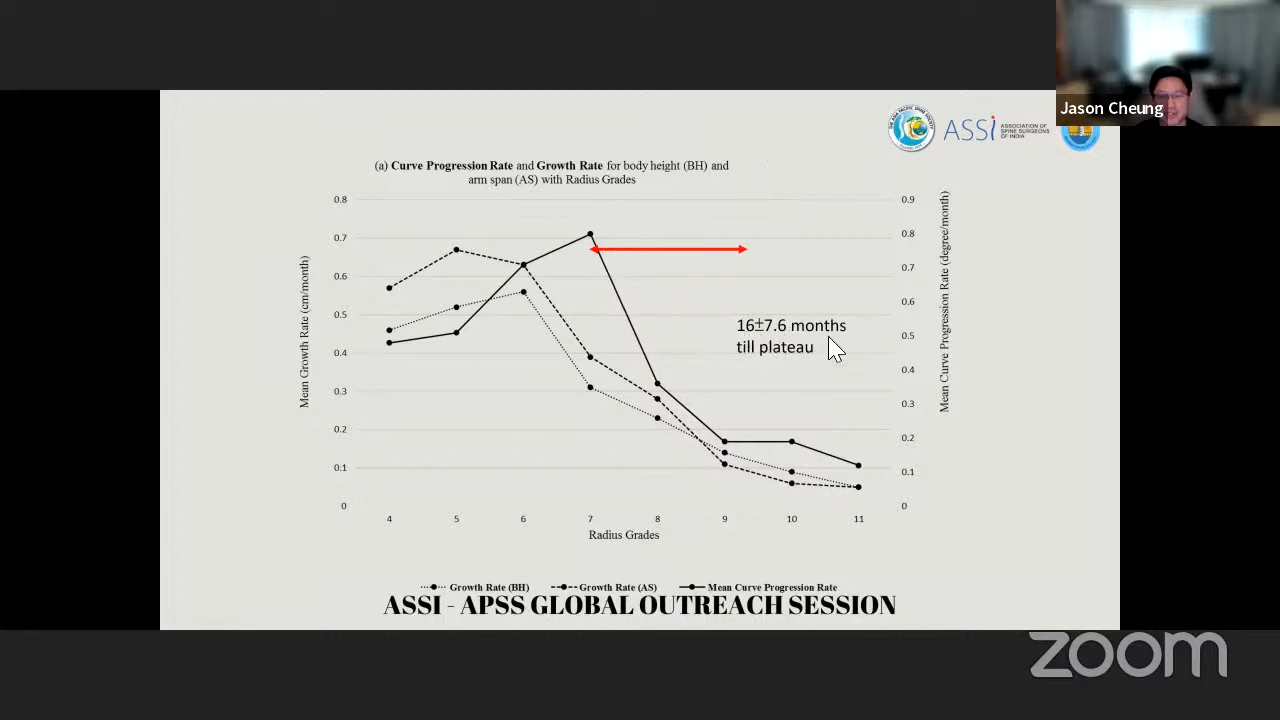 Jason Cheung
ASSi ASSOCIATION OF
SPINE SURGEONS
OF INDIA
(a) Curve Progression Rate and Growth Rate for body height (BH) and
arm span (AS) with Radius Grades
Mean Growth Rate (cm/month)
0.8
0.7
0.6
0.5
0.4
0.3
0.2
0.1
0
16±7.6 months
till plateau
0.9
0.8
0.7
0.6
0.5
0.4
0.3
0.2
0.1
0
Mean Curve Progression Rate (degree/month)
4 5 6 7 8 9 10 11
Radius Grades
Growth Rate (BH) Growth Rate (AS) Mean Curve Progression Rate
ASSI - APSS GLOBAL OUTREACH SESSION
zoom